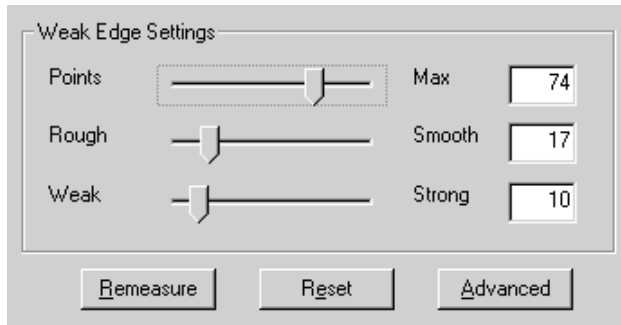 Weak Edge Settings
Points Max 74
Rough Smooth 17
Weak Strong 10
Remeasure Reset Advanced